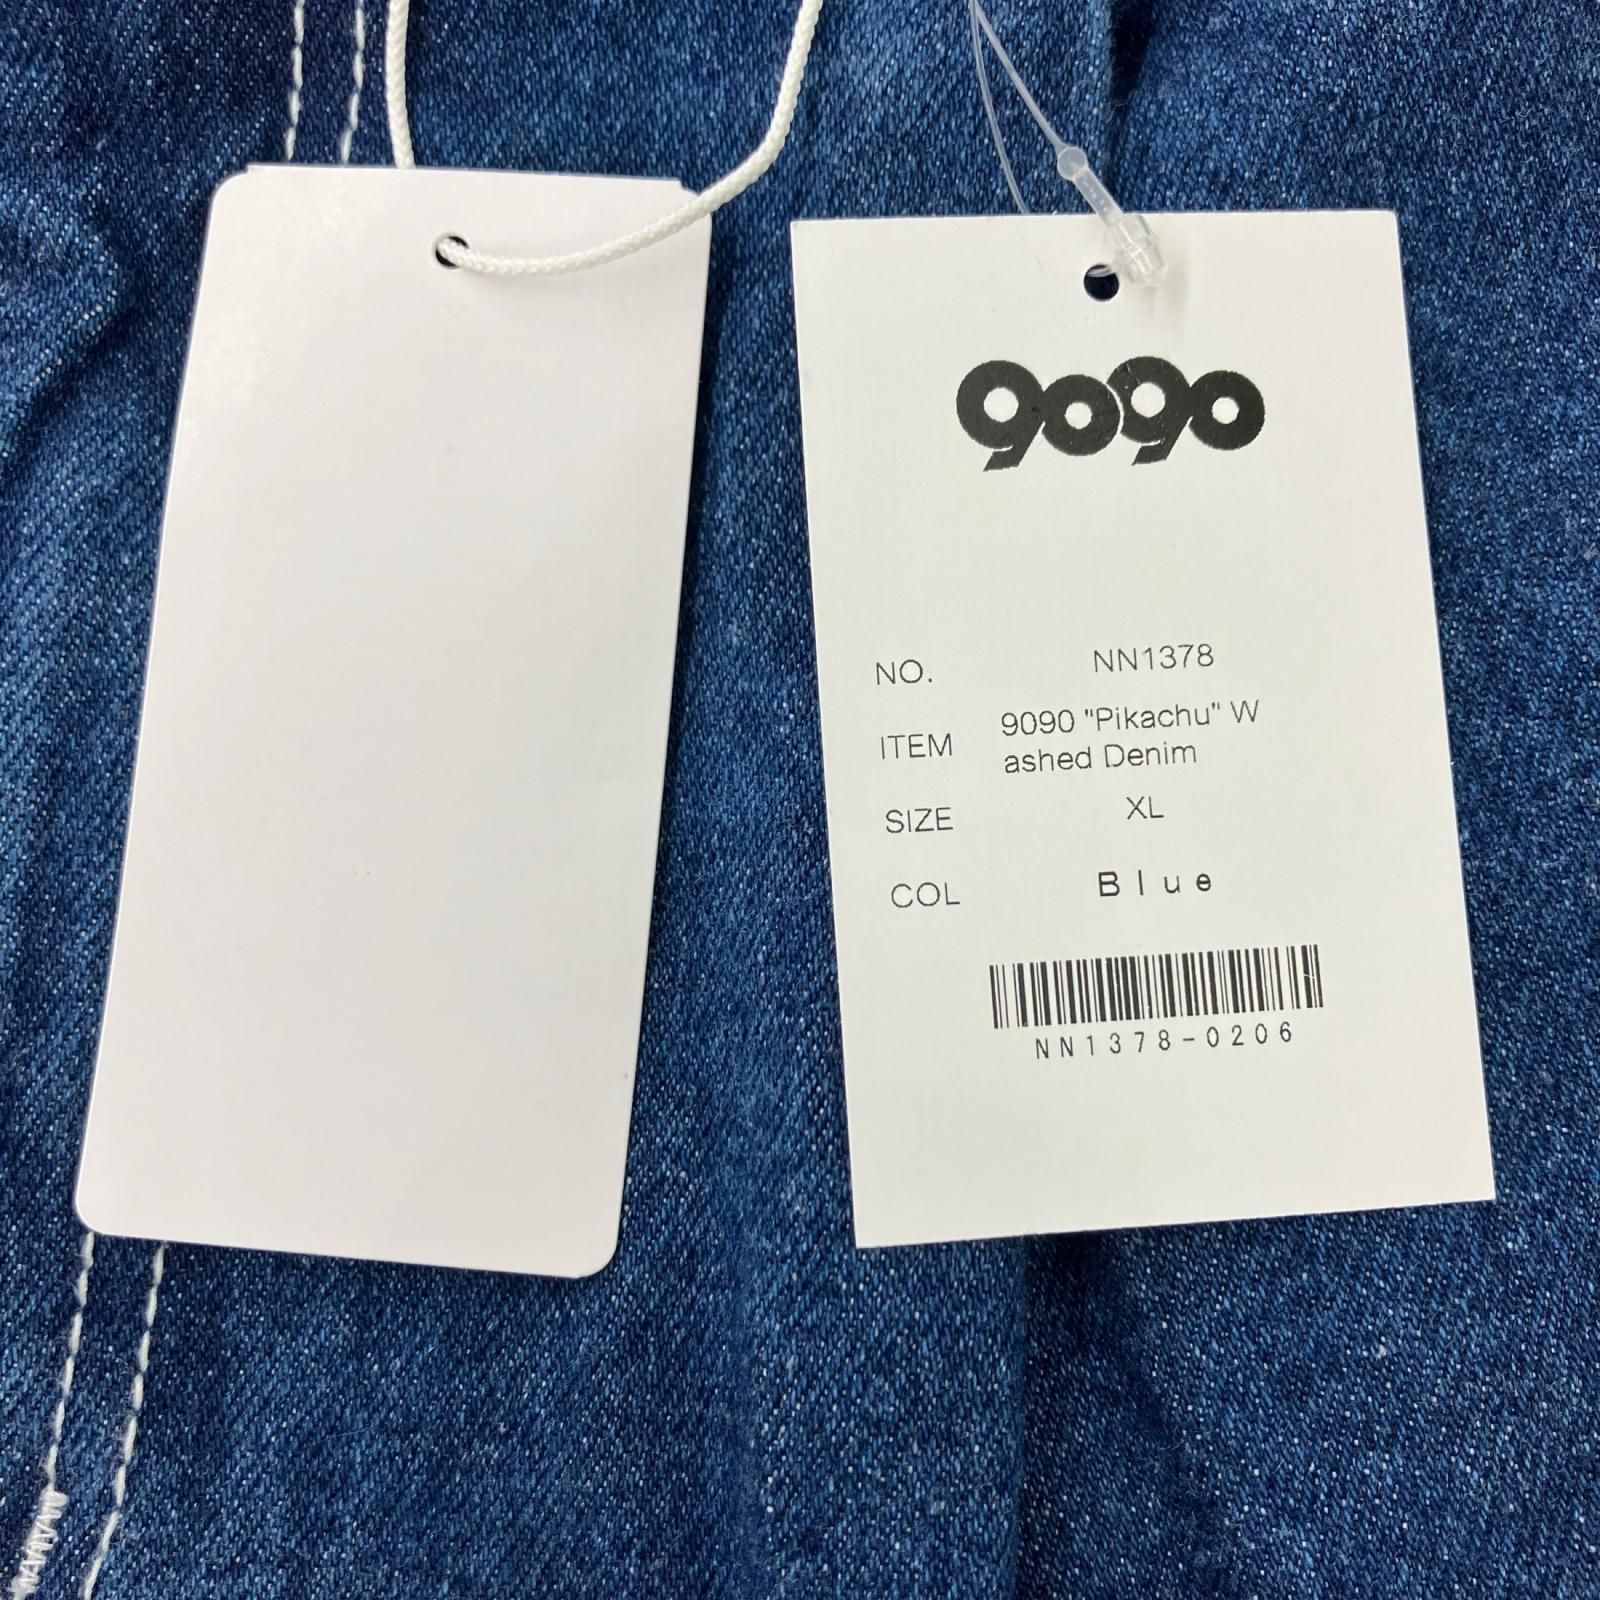 9090
NO. NN1378
ITEM 9090 "Pikachu" W
ashed Denim
SIZE XL
COL Blue
NN1378-0206